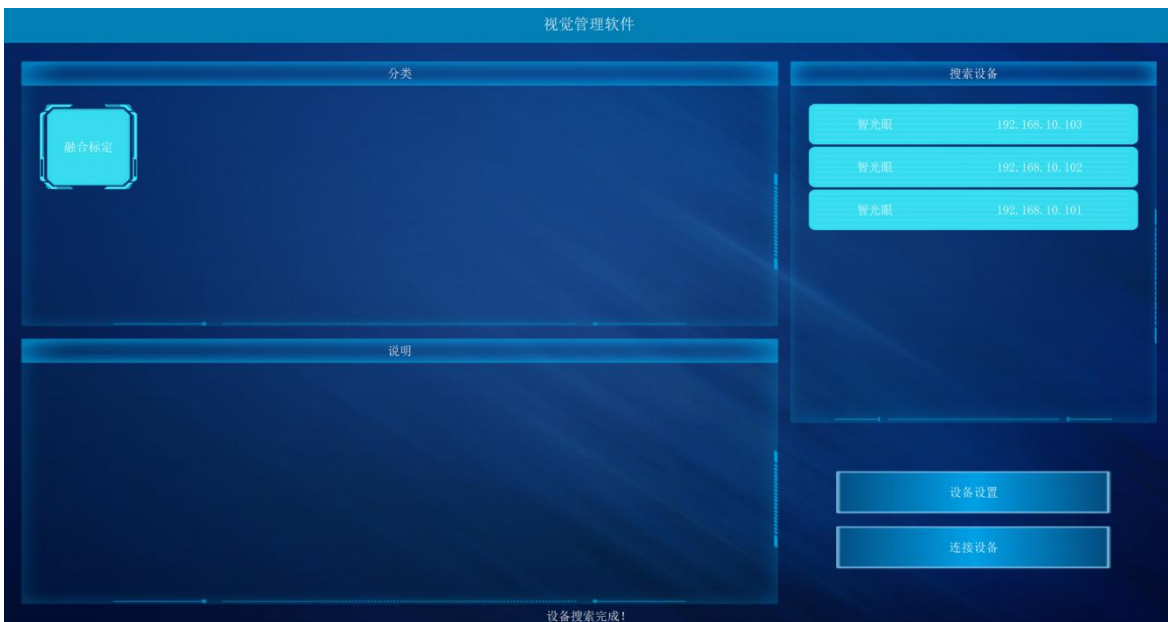 视觉管理软件
分类
融合标定
搜索设备
智光眼 192.168.10.103
智光眼 192.168.10.102
智光眼 192.168.10.101
说明
设备设置
连接设备
设备搜索完成!